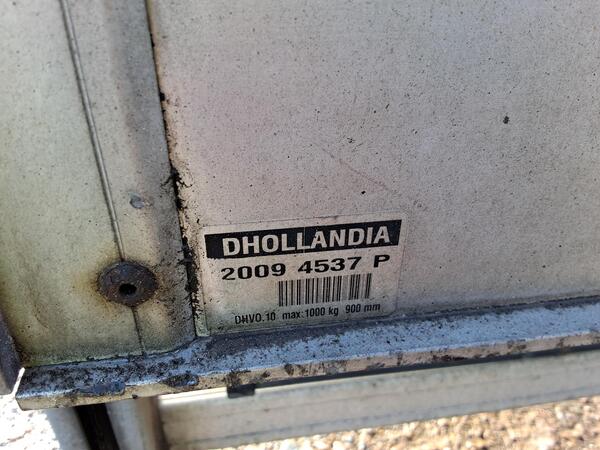 DHOLLANDIA
2009 4537 P
DHVO.10 max:1000 kg 900 mm